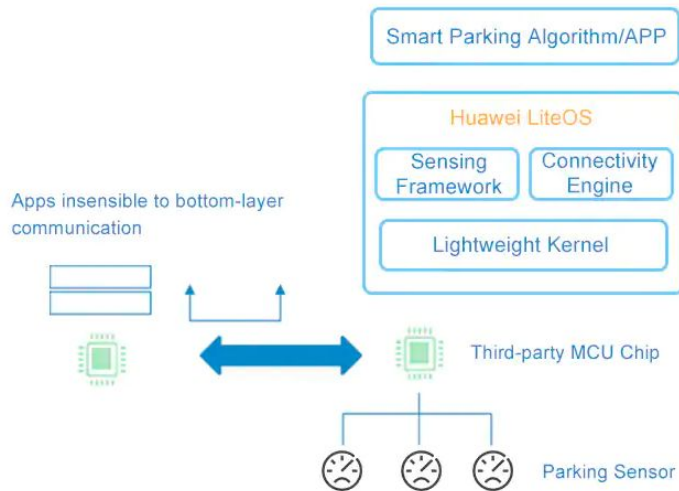 Smart Parking Algorithm/APP
Huawei LiteOS
Sensing
Framework
Connectivity
Engine
Lightweight Kernel
Apps insensible to bottom-layer
communication
Third-party MCU Chip
Parking Sensor